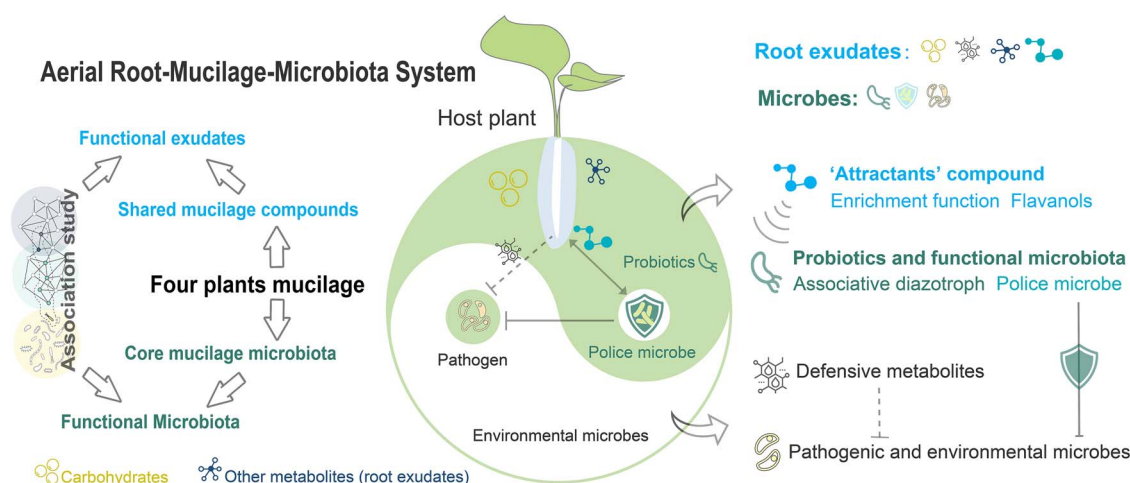 Aerial Root-Mucilage-Microbiota System
Functional exudates
Shared mucilage compounds
Association study
Four plants mucilage
Core mucilage microbiota
Functional Microbiota
Carbohydrates
Other metabolites (root exudates)
Host plant
Probiotics
Pathogen
Police microbe
Environmental microbes
Root exudates:
Microbes:
‘Attractants’ compound
Enrichment function Flavanols
Probiotics and functional microbiota
Associative diazotroph Police microbe
Defensive metabolites
Pathogenic and environmental microbes